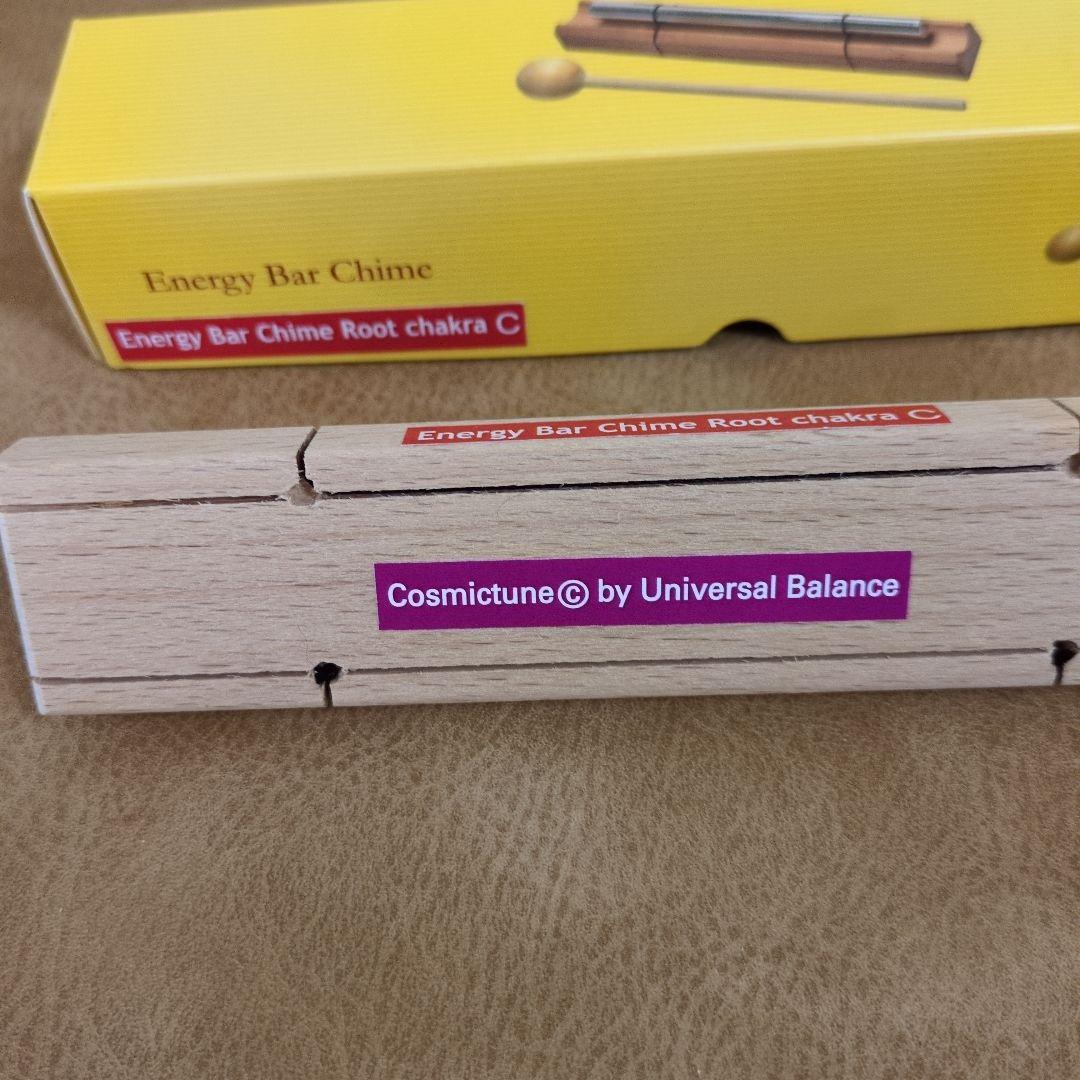 Energy Bar Chime
Energy Bar Chime Root chakra C
Energy Bar Chime Root chakra C
Cosmictune© by Universal Balance